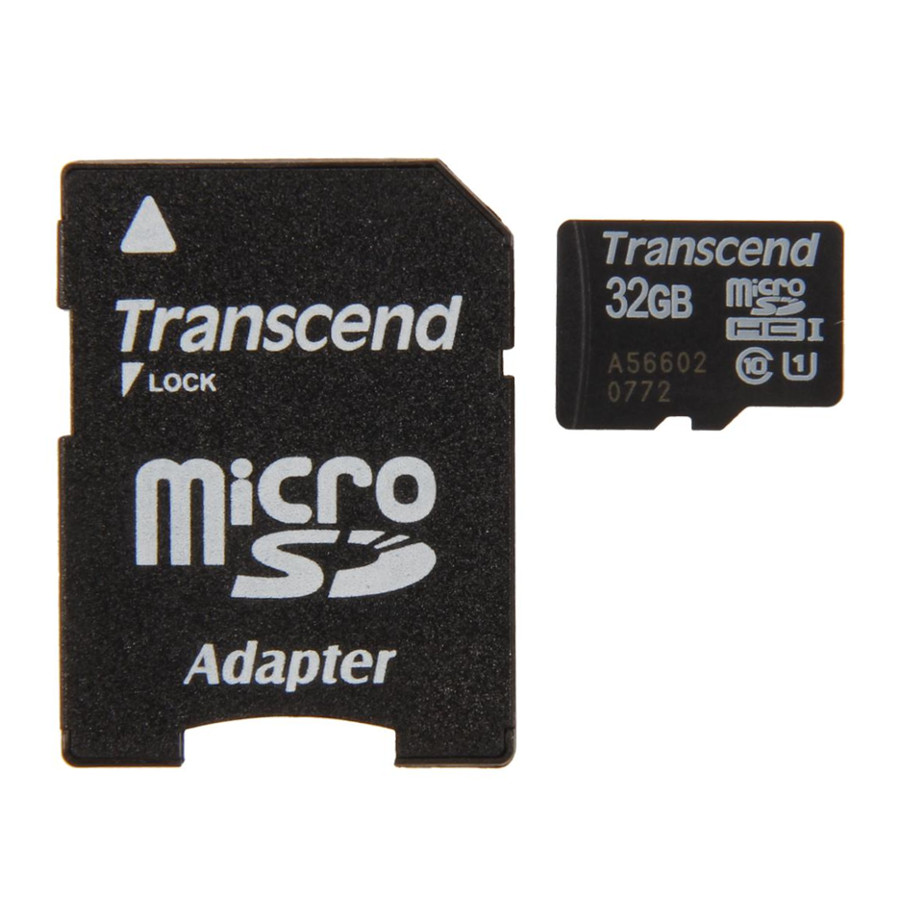 Transcend
LOCK
micro
SD
Adapter
Transcend
32GB
micro
SD
HC I
A56602
0772
10
U1